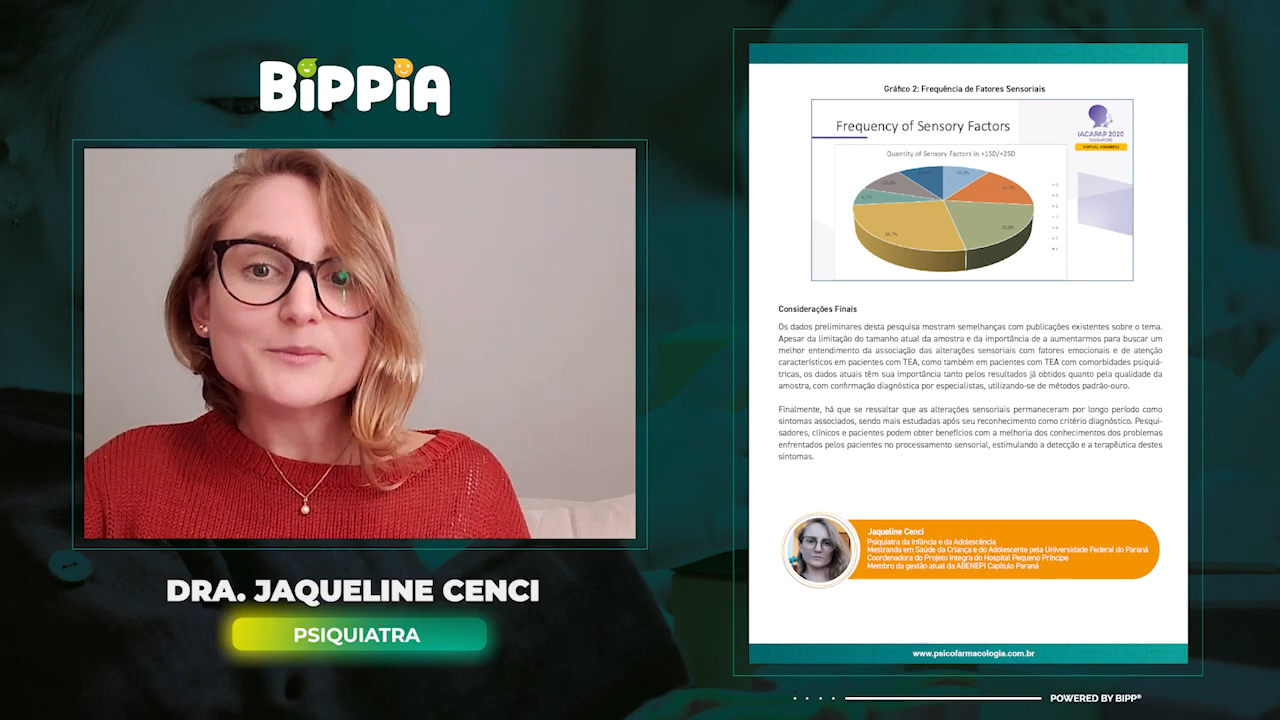 BiPPiA
DRA. JAQUELINE CENCI
PSIQUIATRA
Gráfico 2: Frequência de Fatores Sensoriais
Frequency of Sensory Factors
IACAPAP 2020
VIRTUAL CONGRESS
Quantity of Sensory Factors in +1SD/+2SD
Considerações Finais
Os dados preliminares desta pesquisa mostram semelhanças com publicações existentes sobre o tema.
Apesar da limitação do tamanho atual da amostra e da importância de a aumentarmos para buscar um
melhor entendimento da associação das alterações sensoriais com fatores emocionais e de atenção
característicos em pacientes com TEA, como também em pacientes com TEA com comorbidades psiquiá-
tricas, os dados atuais têm sua importância tanto pelos resultados já obtidos quanto pela qualidade da
amostra, com confirmação diagnóstica por especialistas, utilizando-se de métodos padrão-ouro.
Finalmente, há que se ressaltar que as alterações sensoriais permaneceram por longo período como
sintomas associados, sendo mais estudadas após seu reconhecimento como critério diagnóstico. Pesqui-
sadores, clínicos e pacientes podem obter benefícios com a melhoria dos conhecimentos dos problemas
enfrentados pelos pacientes no processamento sensorial, estimulando a detecção e a terapêutica destes
sintomas.
Jaqueline Cenci
Psiquiatra da Infância e da Adolescência
Mestranda em Saúde da Criança e do Adolescente pela Universidade Federal do Paraná
Coordenadora do Projeto Integra do Hospital Pequeno Príncipe
Membro da gestão atual da ABENEPI Capítulo Paraná
www.psicofarmacologia.com.br
POWERED BY BIPP®